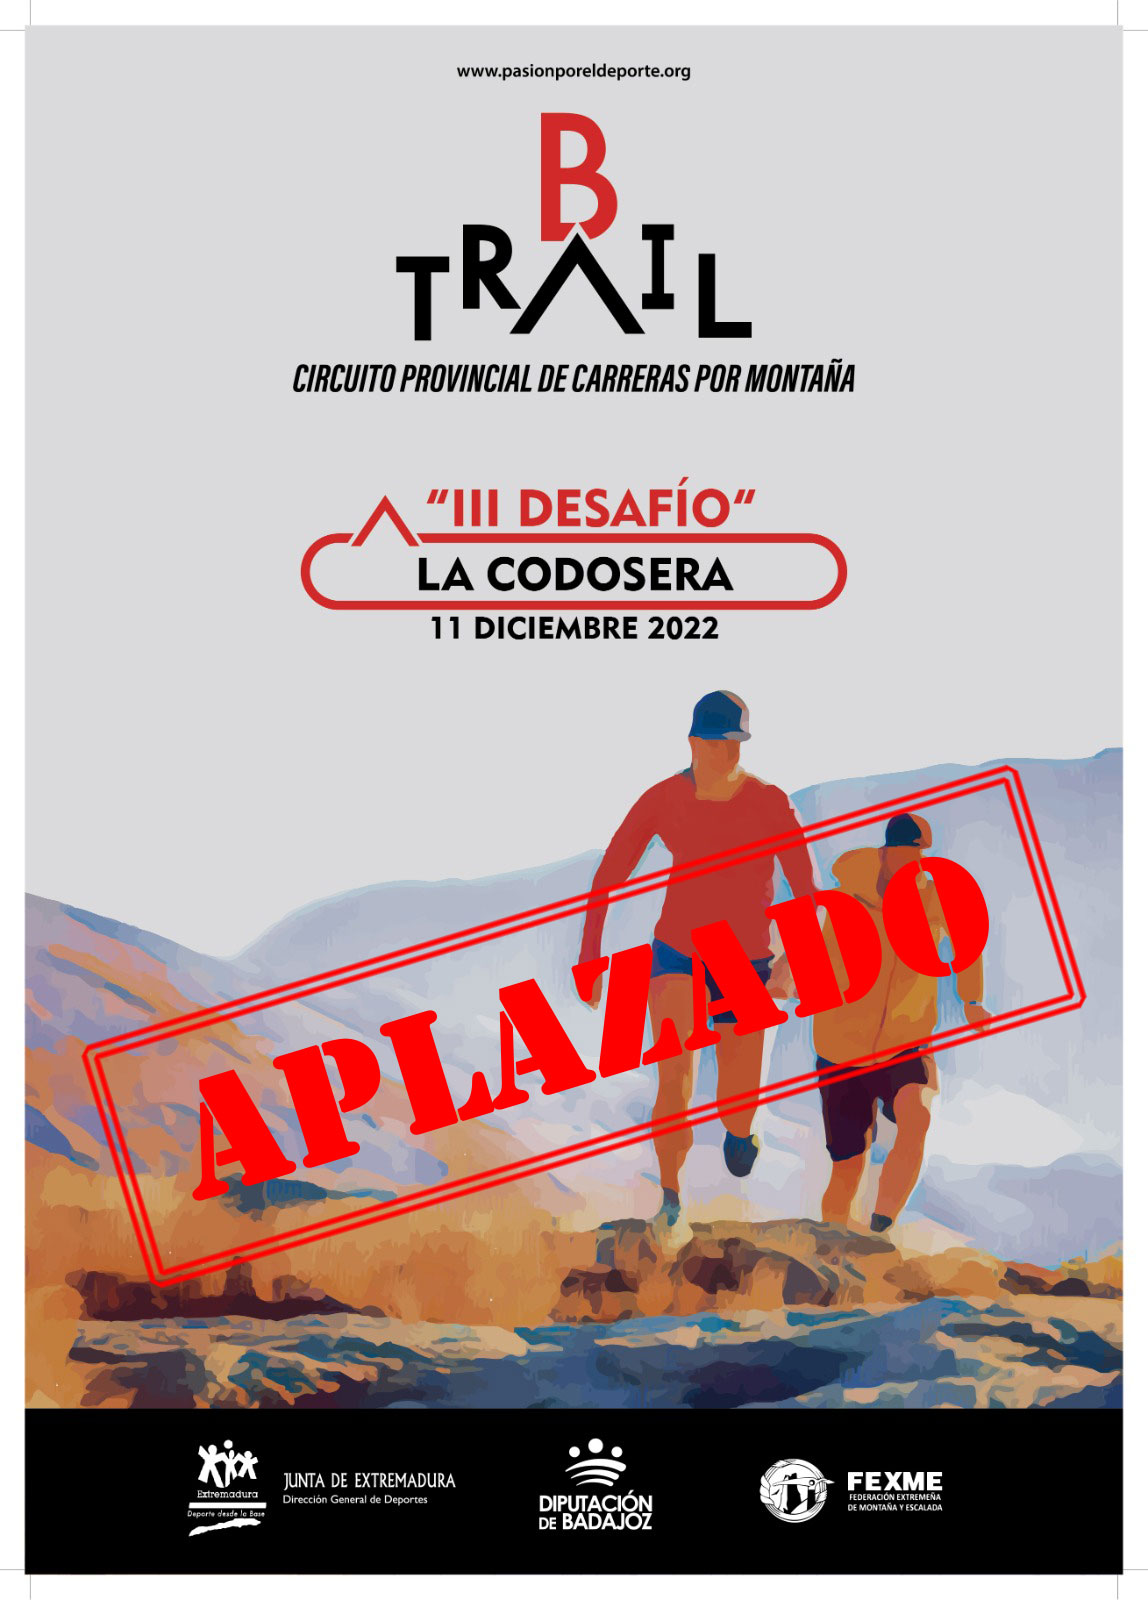 www.pasionporeldeporte.org
B
TRAIL
CIRCUITO PROVINCIAL DE CARRERAS POR MONTAÑA
“III DESAFÍO“
LA CODOSERA
11 DICIEMBRE 2022
APLAZADO
Extremadura
Deporte desde la Base
JUNTA DE EXTREMADURA
Dirección General de Deportes
DIPUTACIÓN
DE BADAJOZ
FEXME
FEDERACIÓN EXTREMEÑA
DE MONTAÑA Y ESCALADA